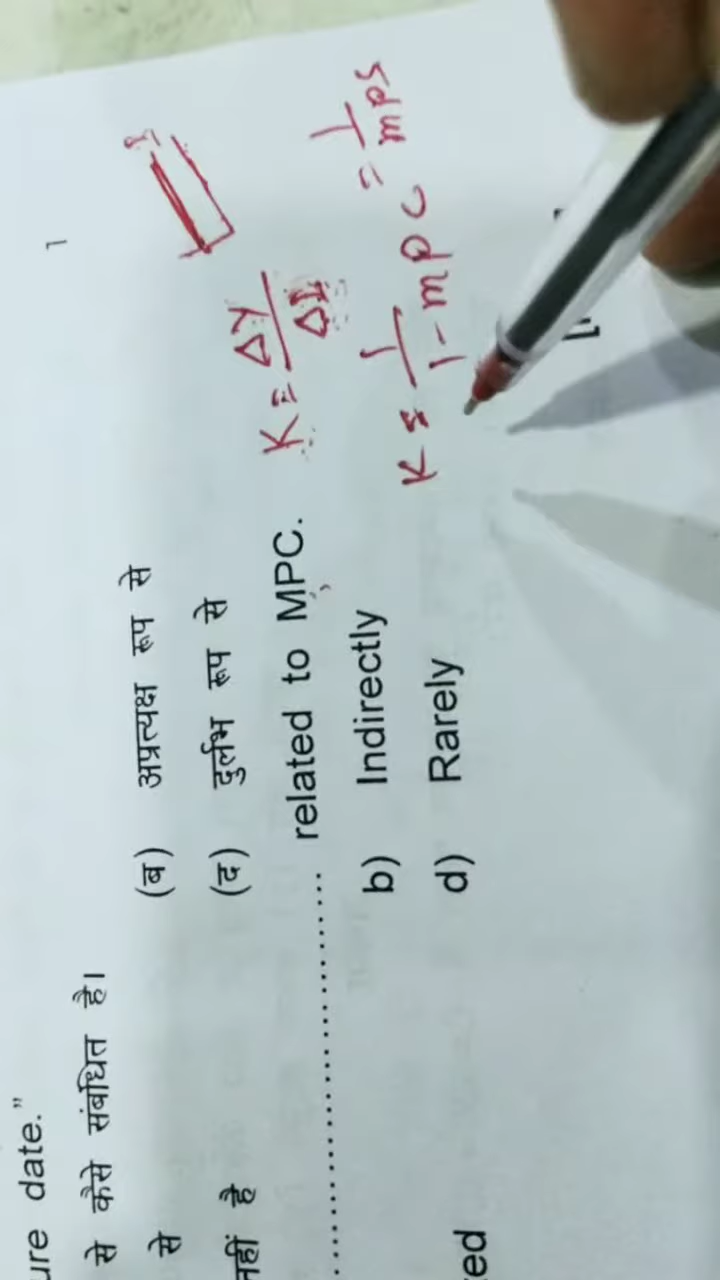 ure date."
से कैसे संबंधित है।
से (ब) अप्रत्यक्ष रूप से
नहीं है (द) दुर्लभ रूप से
.................................... related to MPC.
b) Indirectly
ed d) Rarely
K = ΔY/ΔI
K = 1/1-mpc = 1/mps